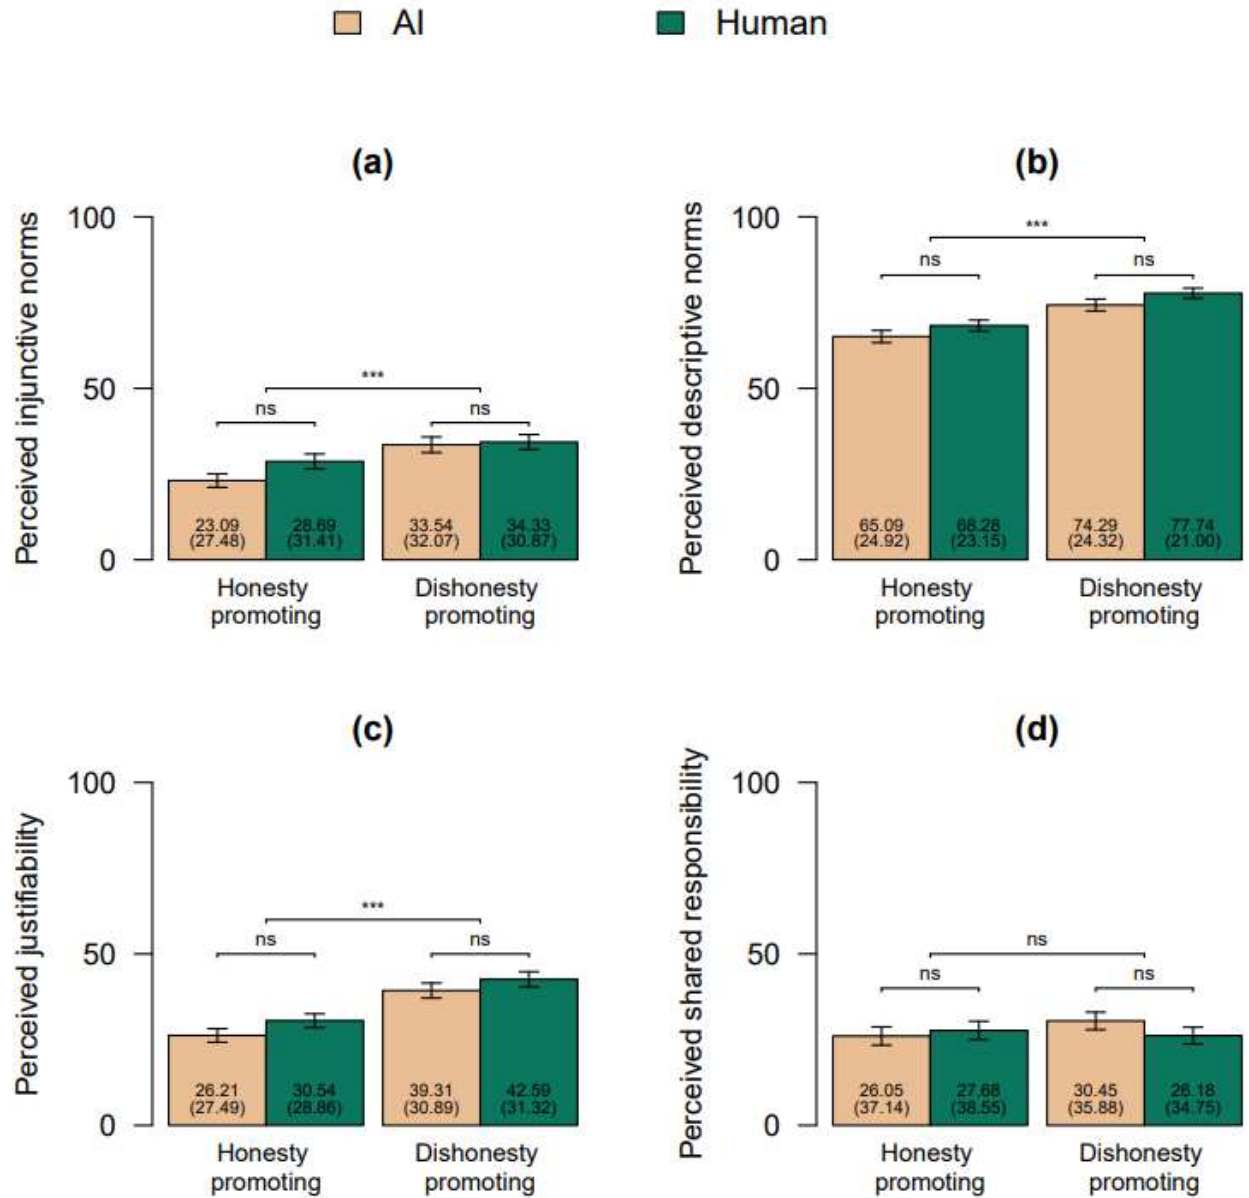 AI Human
(a)
Perceived injunctive norms
100
50
0
***
ns ns
23.09 28.69 33.54 34.33
(27.48) (31.41) (32.07) (30.87)
Honesty Dishonesty
promoting promoting
(b)
Perceived descriptive norms
100
50
0
***
ns ns
65.09 68.28 74.29 77.74
(24.92) (23.15) (24.32) (21.00)
Honesty Dishonesty
promoting promoting
(c)
Perceived justifiability
100
50
0
***
ns ns
26.21 30.54 39.31 42.59
(27.49) (28.86) (30.89) (31.32)
Honesty Dishonesty
promoting promoting
(d)
Perceived shared responsibility
100
50
0
ns
ns ns
26.05 27.68 30.45 26.18
(37.14) (38.55) (35.88) (34.75)
Honesty Dishonesty
promoting promoting